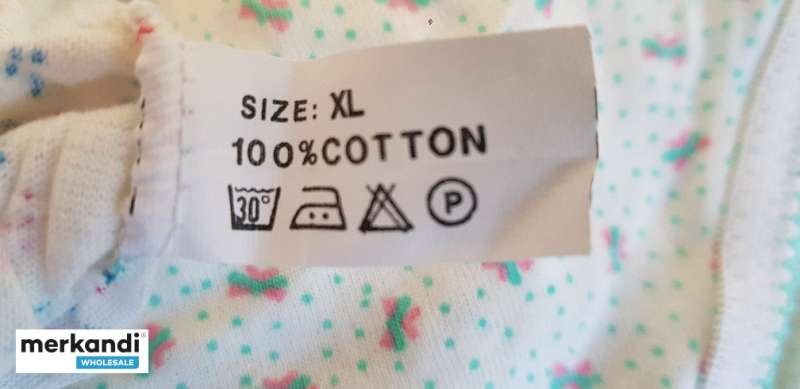 SIZE: XL
100%COTTON
30° P
merkandi®
WHOLESALE